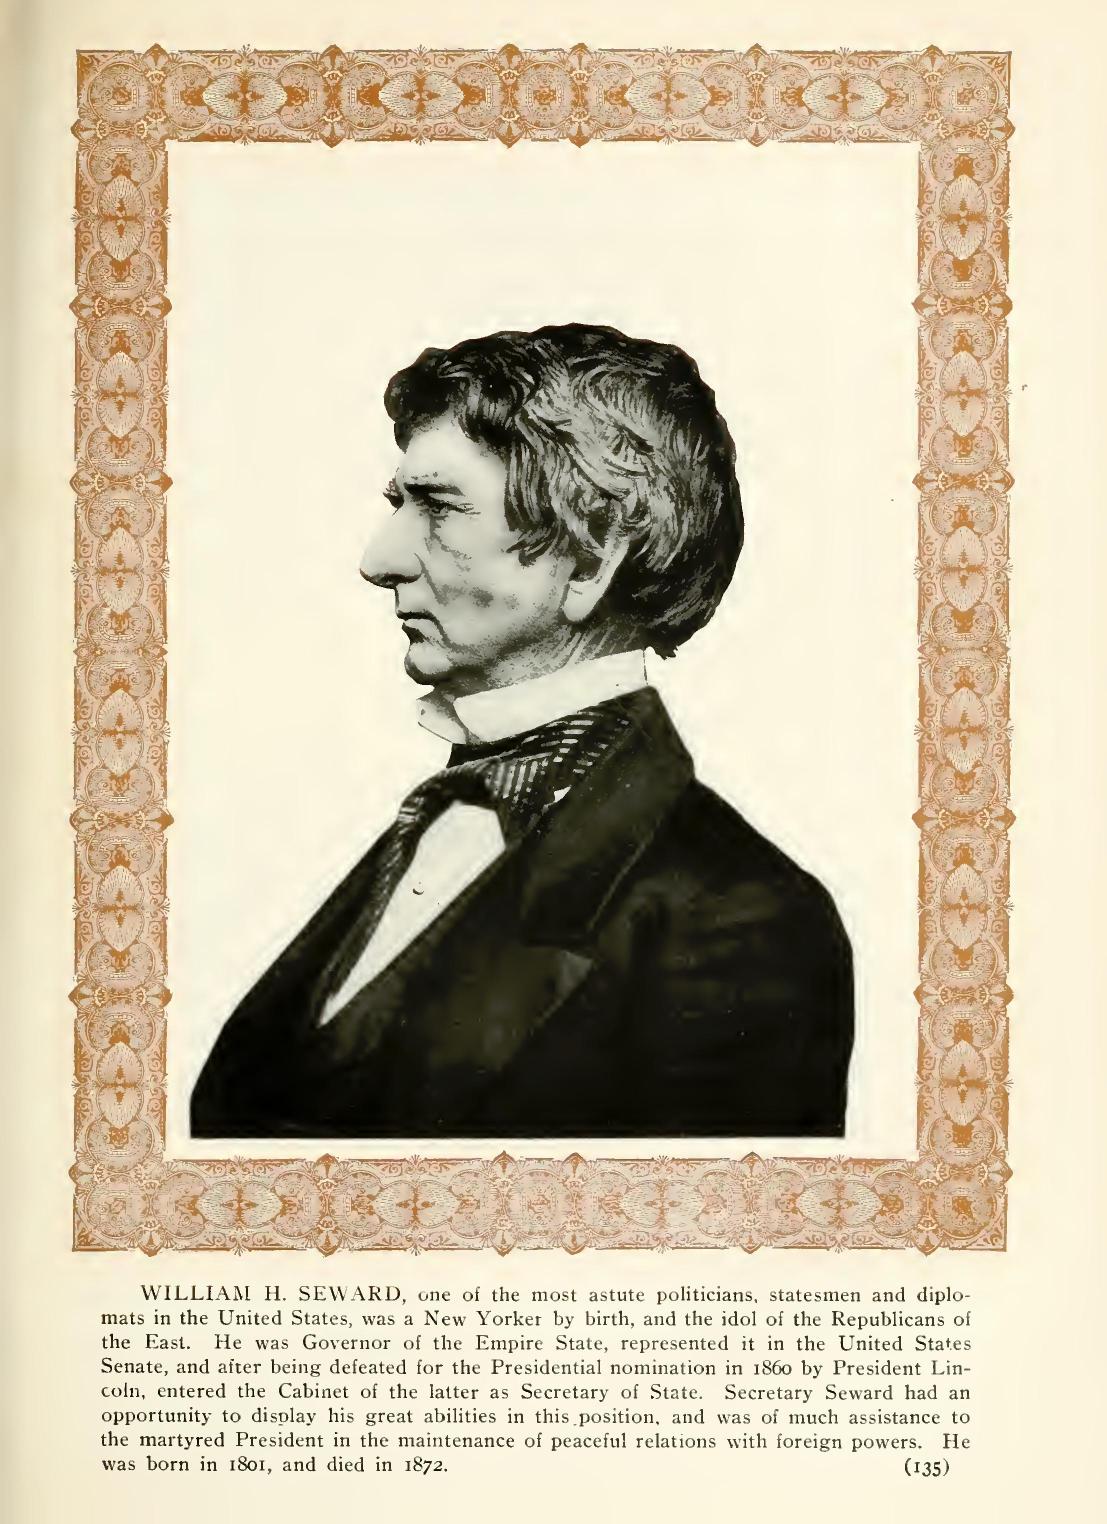 WILLIAM H. SEWARD, one of the most astute politicians, statesmen and diplo-
mats in the United States, was a New Yorker by birth, and the idol of the Republicans of
the East. He was Governor of the Empire State, represented it in the United States
Senate, and after being defeated for the Presidential nomination in 1860 by President Lin-
coln, entered the Cabinet of the latter as Secretary of State. Secretary Seward had an
opportunity to display his great abilities in this position, and was of much assistance to
the martyred President in the maintenance of peaceful relations with foreign powers. He
was born in 1801, and died in 1872. (135)